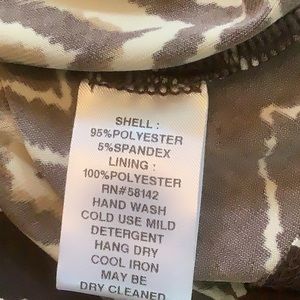 SHELL :
95%POLYESTER
5%SPANDEX
LINING :
100%POLYESTER
RN#58142
HAND WASH
COLD USE MILD
DETERGENT
HANG DRY
COOL IRON
MAY BE
DRY CLEANED